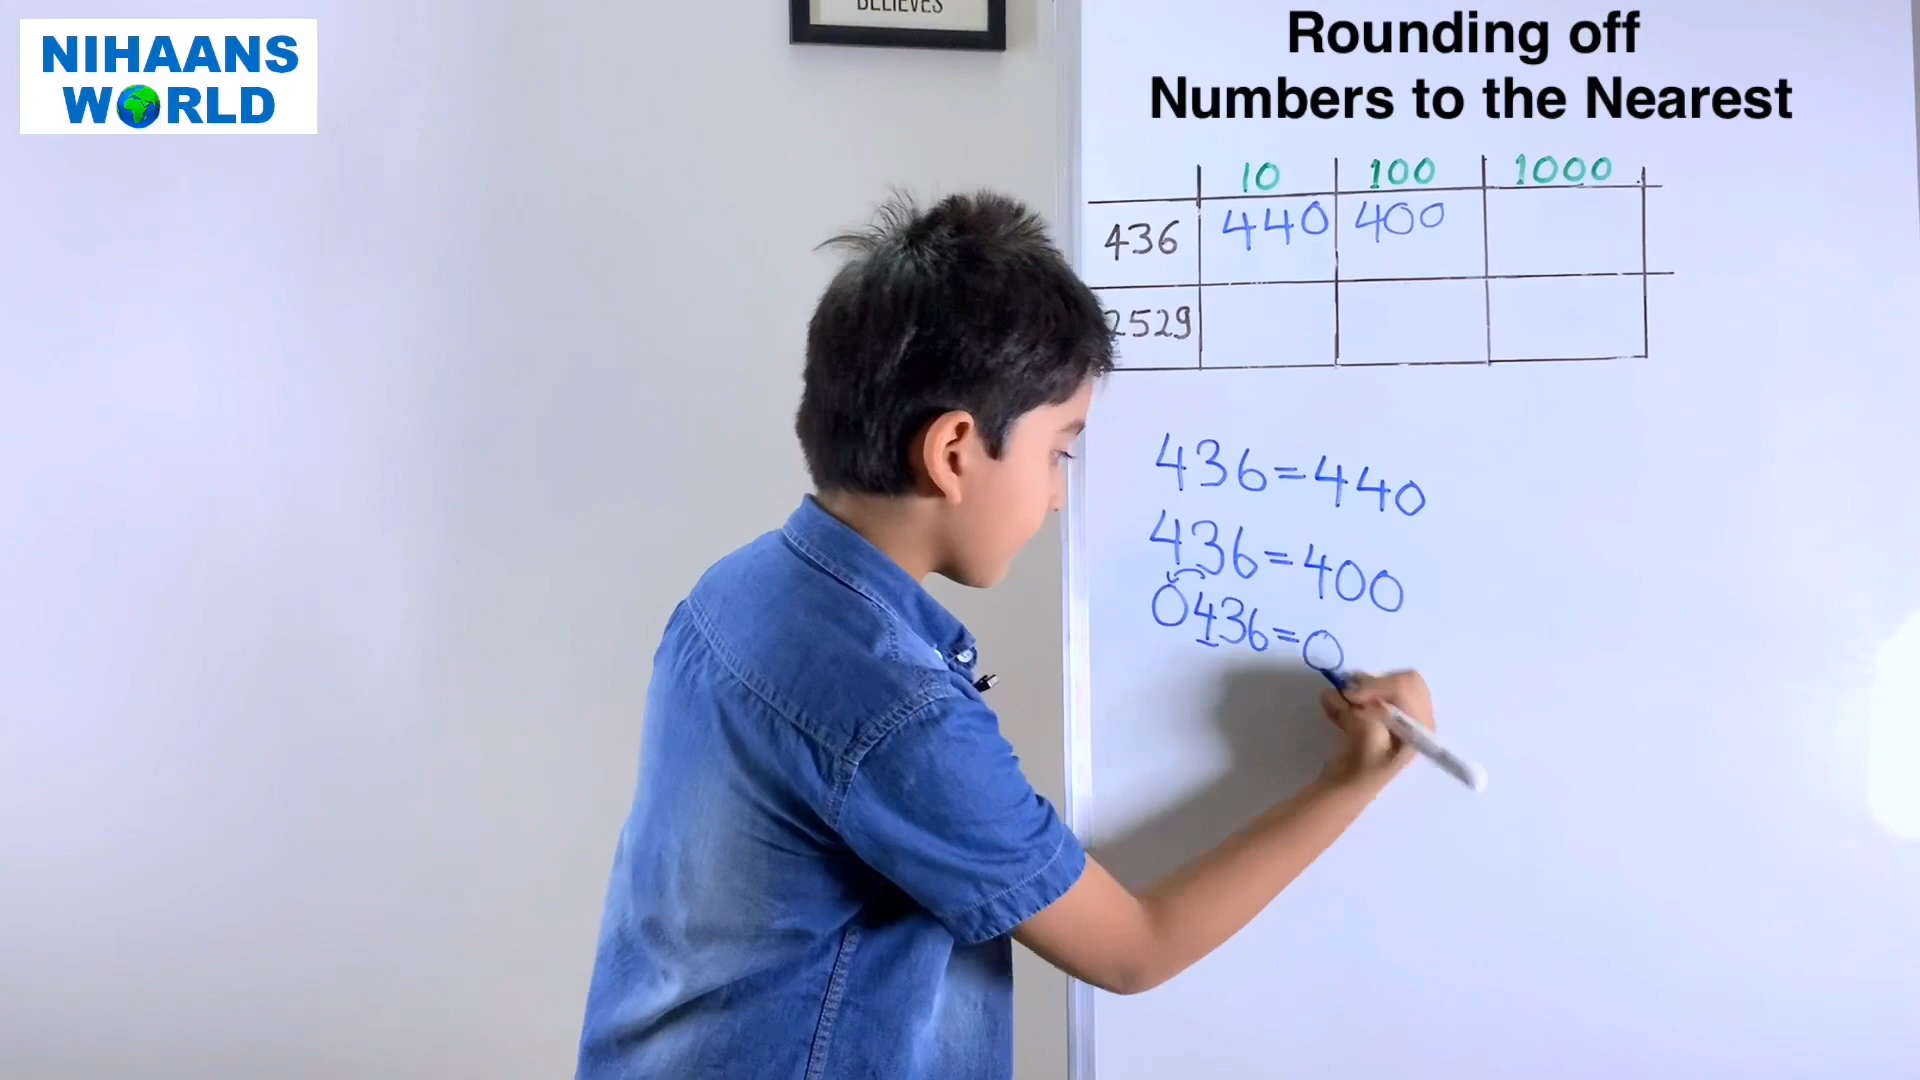 BELIEVES
NIHAANS
WORLD
Rounding off
Numbers to the Nearest
10 100 1000
436 440 400
2529
436=440
436=400
0436=0